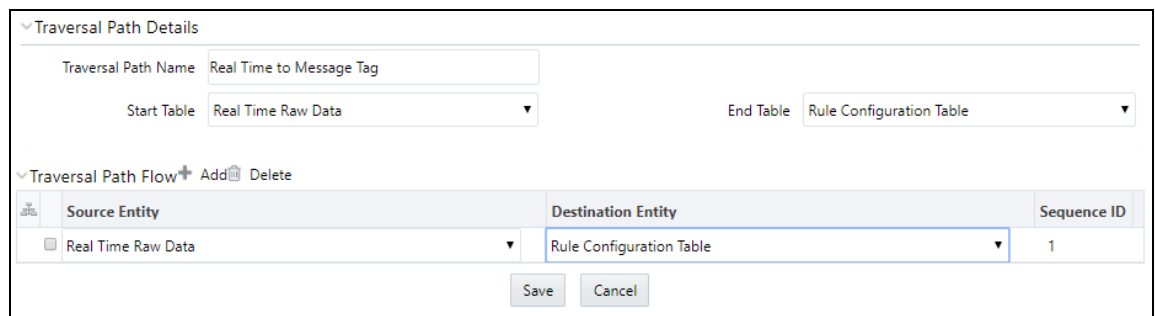 Traversal Path Details
Traversal Path Name Real Time to Message Tag
Start Table Real Time Raw Data End Table Rule Configuration Table
Traversal Path Flow Add Delete
Source Entity Destination Entity Sequence ID
Real Time Raw Data Rule Configuration Table 1
Save Cancel